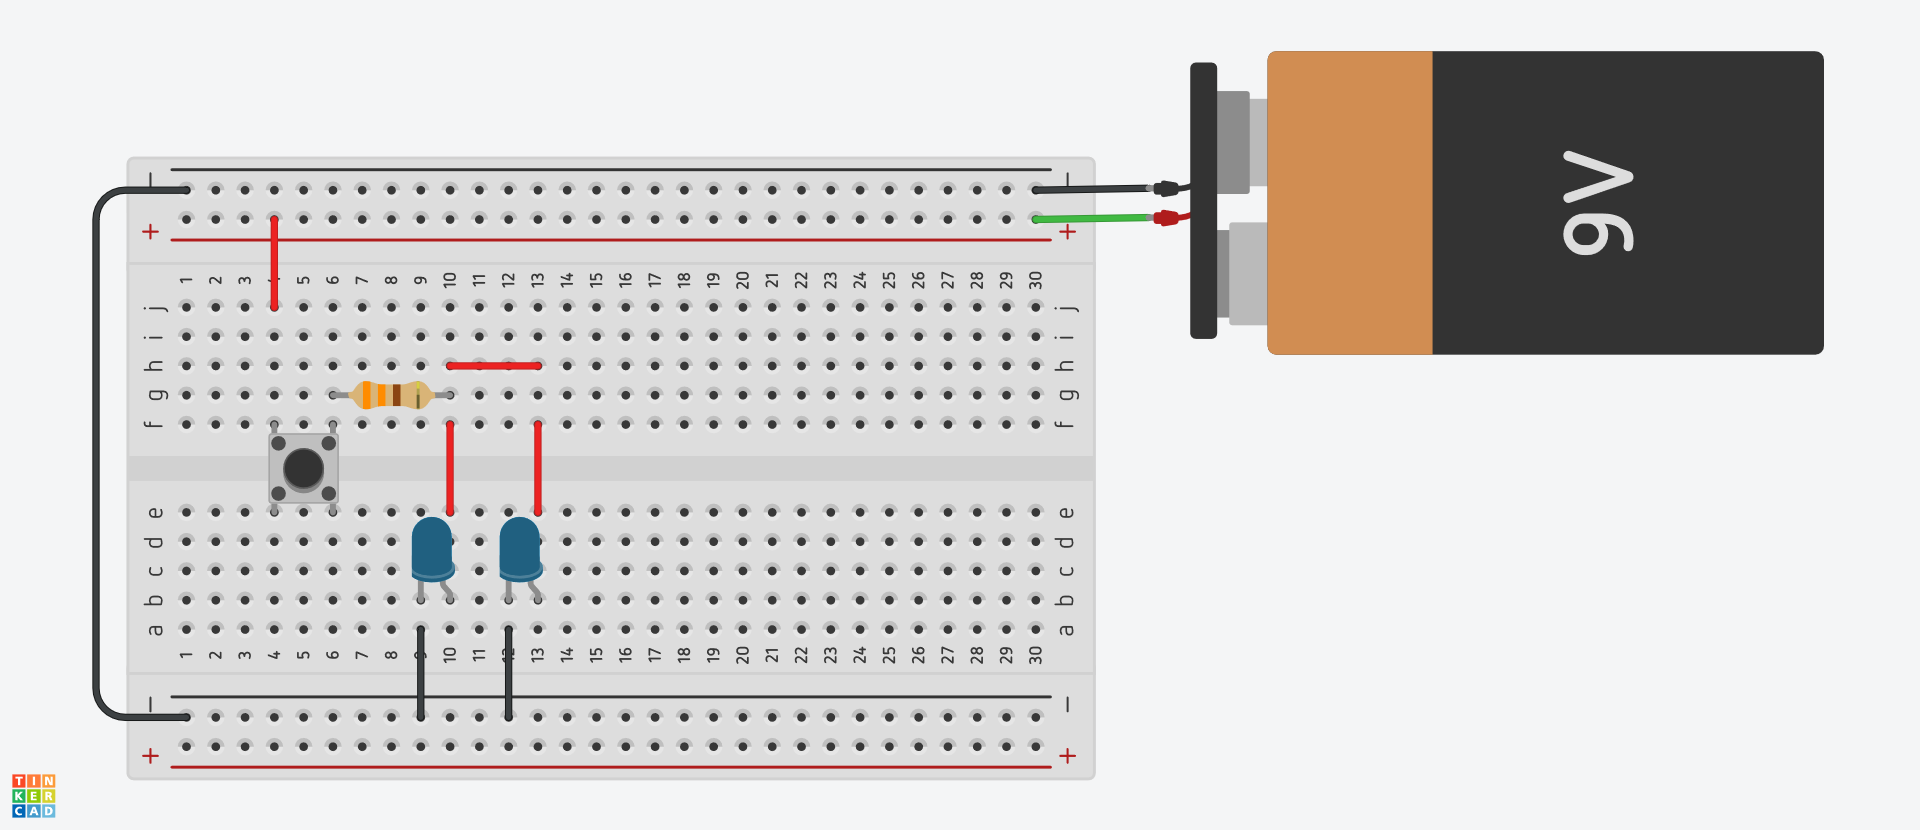 − −
+ +
1 2 3 4 5 6 7 8 9 10 11 12 13 14 15 16 17 18 19 20 21 22 23 24 25 26 27 28 29 30
j j
i i
h h
g g
f f
e e
d d
c c
b b
a a
1 2 3 4 5 6 7 8 9 10 11 12 13 14 15 16 17 18 19 20 21 22 23 24 25 26 27 28 29 30
− −
+ +
9V
TIN
KER
CAD